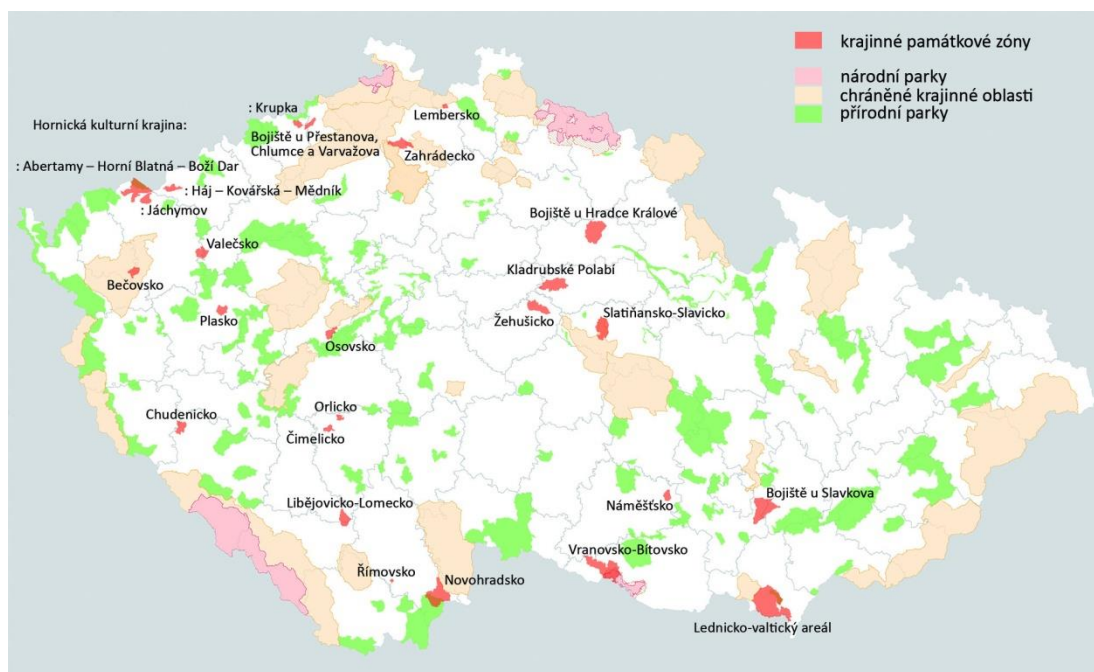 krajinné památkové zóny
národní parky
chráněné krajinné oblasti
přírodní parky
: Krupka
Lembersko
Hornická kulturní krajina:
Bojiště u Přestanova,
Chlumce a Varvažova
Zahrádecko
: Abertamy – Horní Blatná – Boží Dar
: Háj – Kovářská – Mědník
: Jáchymov
Bojiště u Hradce Králové
Valečsko
Bečovsko
Kladrubské Polabí
Plasko
Žehušicko
Slatiňansko-Slavicko
Osovsko
Chudenicko
Orlicko
Čimelicko
Libějovicko-Lomecko
Náměšťsko
Bojiště u Slavkova
Vranovsko-Bítovsko
Římovsko
Novohradsko
Lednicko-valtický areál